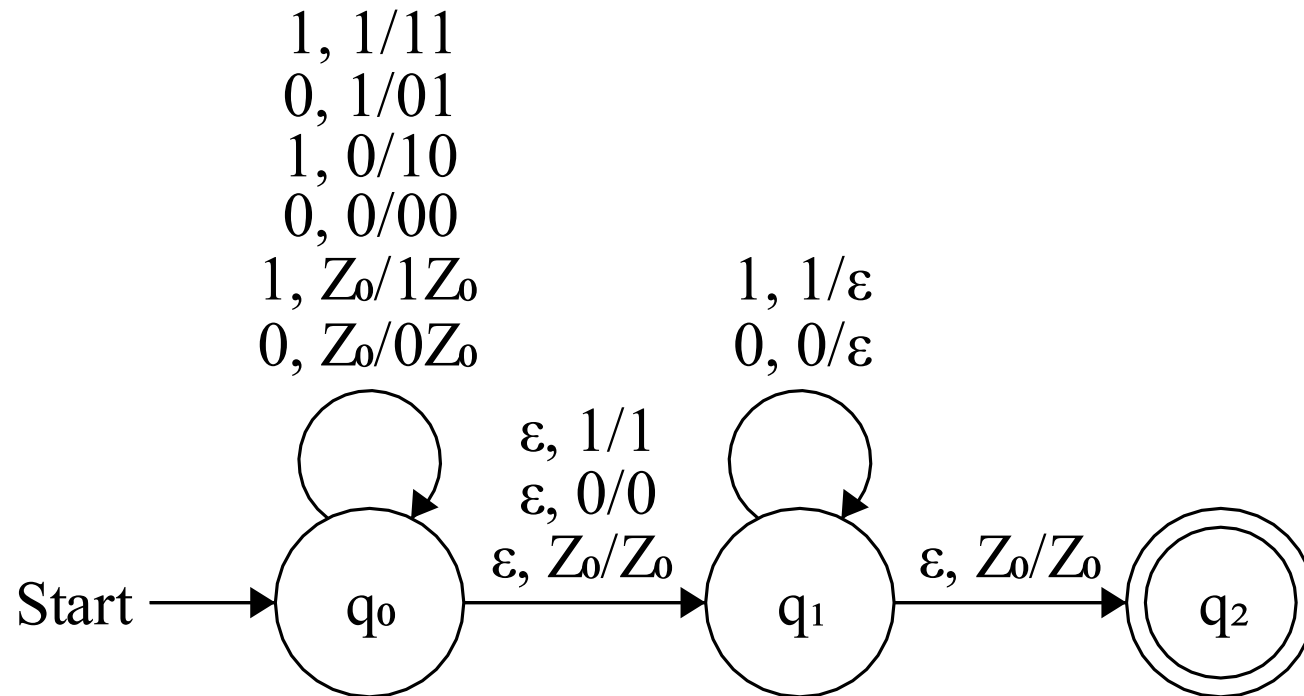 1, 1/11
0, 1/01
1, 0/10
0, 0/00
1, Z₀/1Z₀
0, Z₀/0Z₀
1, 1/ε
0, 0/ε
ε, 1/1
ε, 0/0
ε, Z₀/Z₀
ε, Z₀/Z₀
Start
q₀
q₁
q₂